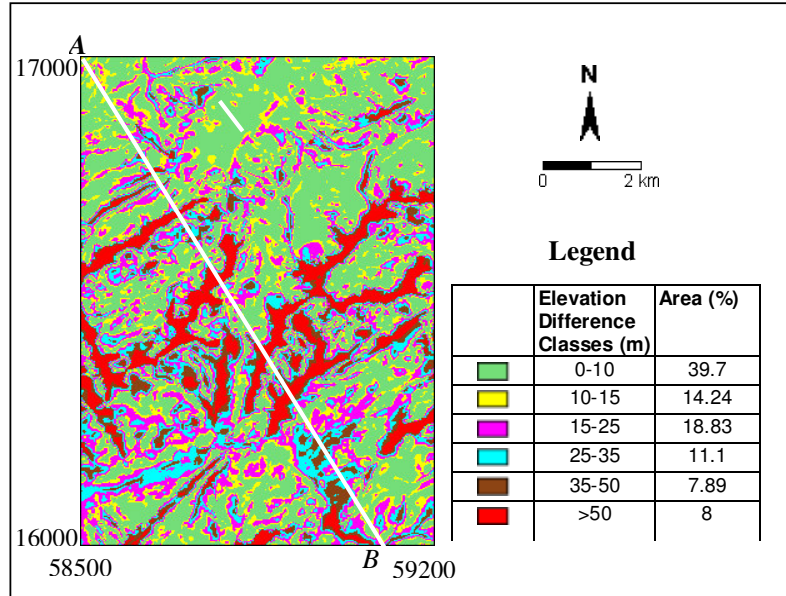 A
17000
16000
58500
B
59200
N
0 2 km
Legend
Elevation Difference Classes (m) Area (%)
0-10 39.7
10-15 14.24
15-25 18.83
25-35 11.1
35-50 7.89
>50 8